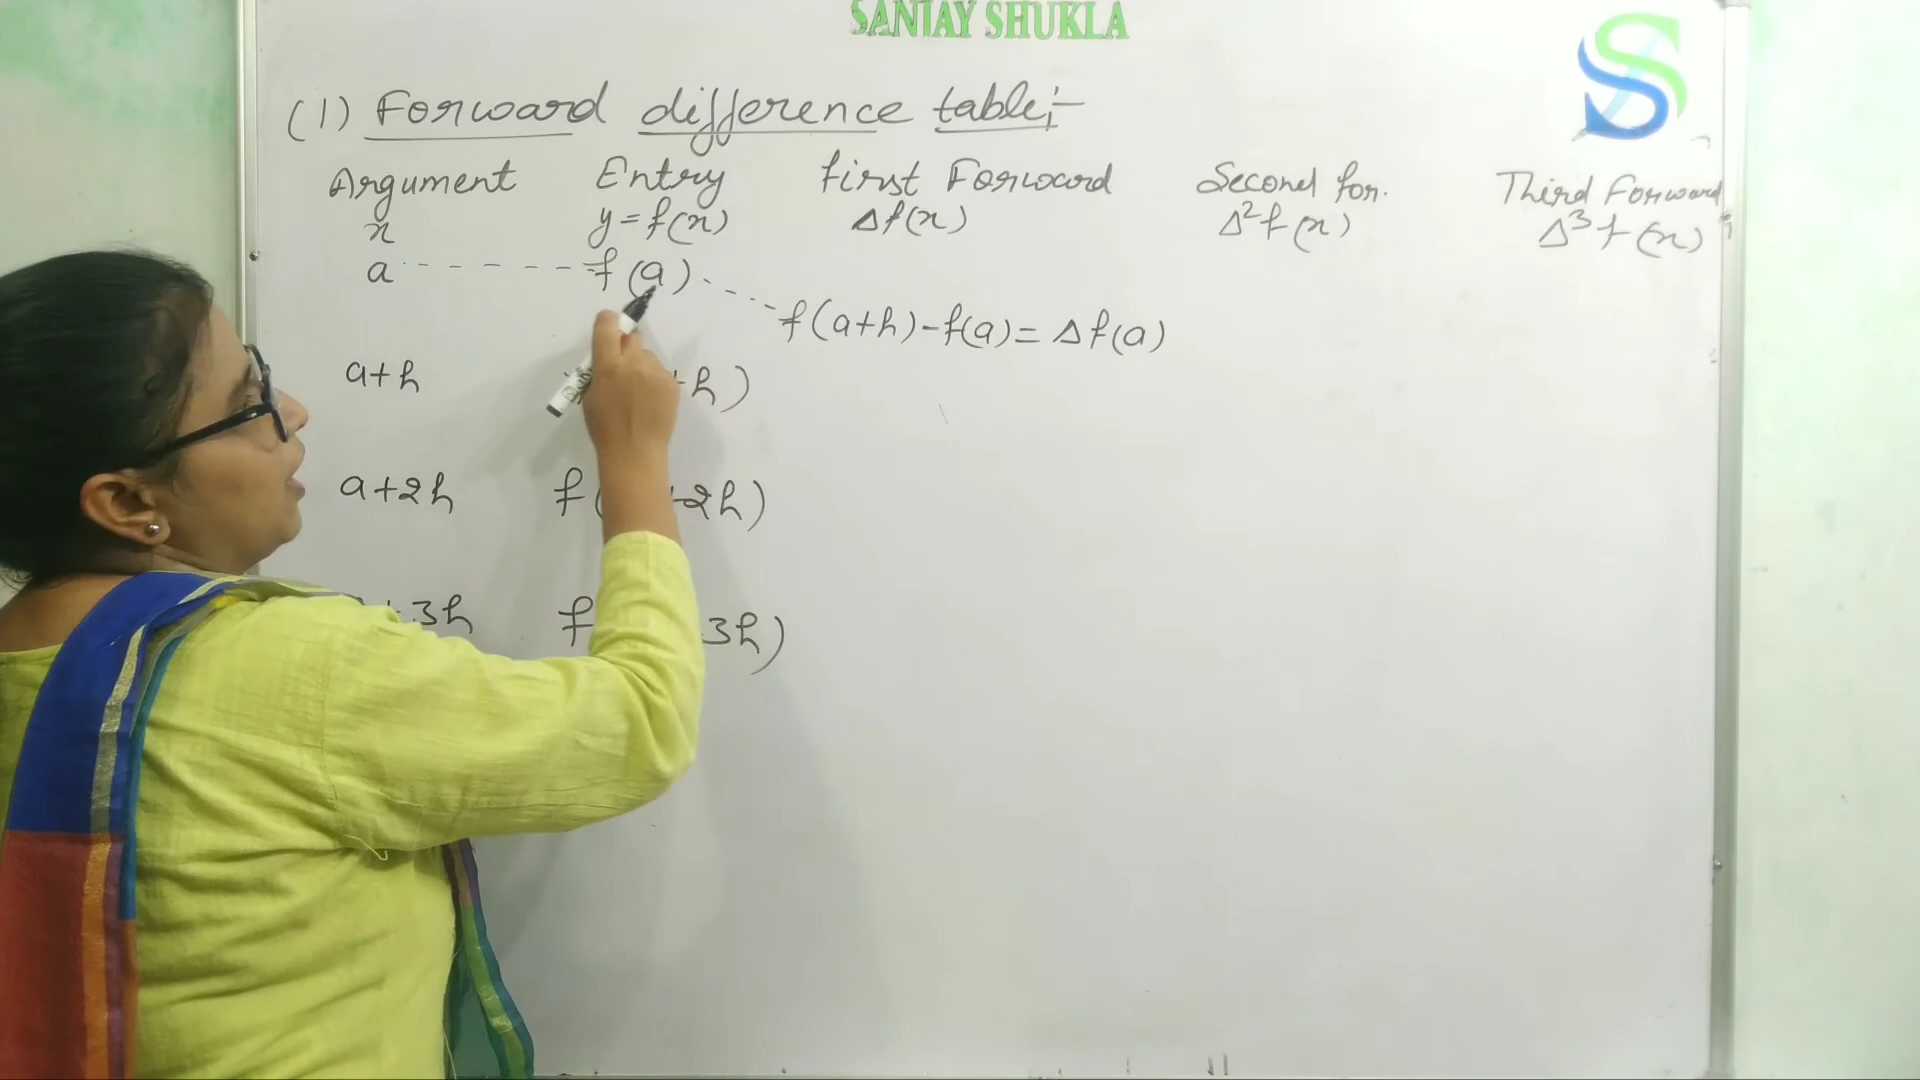 SANJAY SHUKLA
(1) Forward difference table:-
Argument Entry First Forward Second for. Third Forward
x y=f(x) Δf(x) Δ²f(x) Δ³f(x)
a ------ f(a) -----
f(a+h)-f(a)= Δf(a)
a+h +h)
a+2h f( +2h)
+3h f 3h)